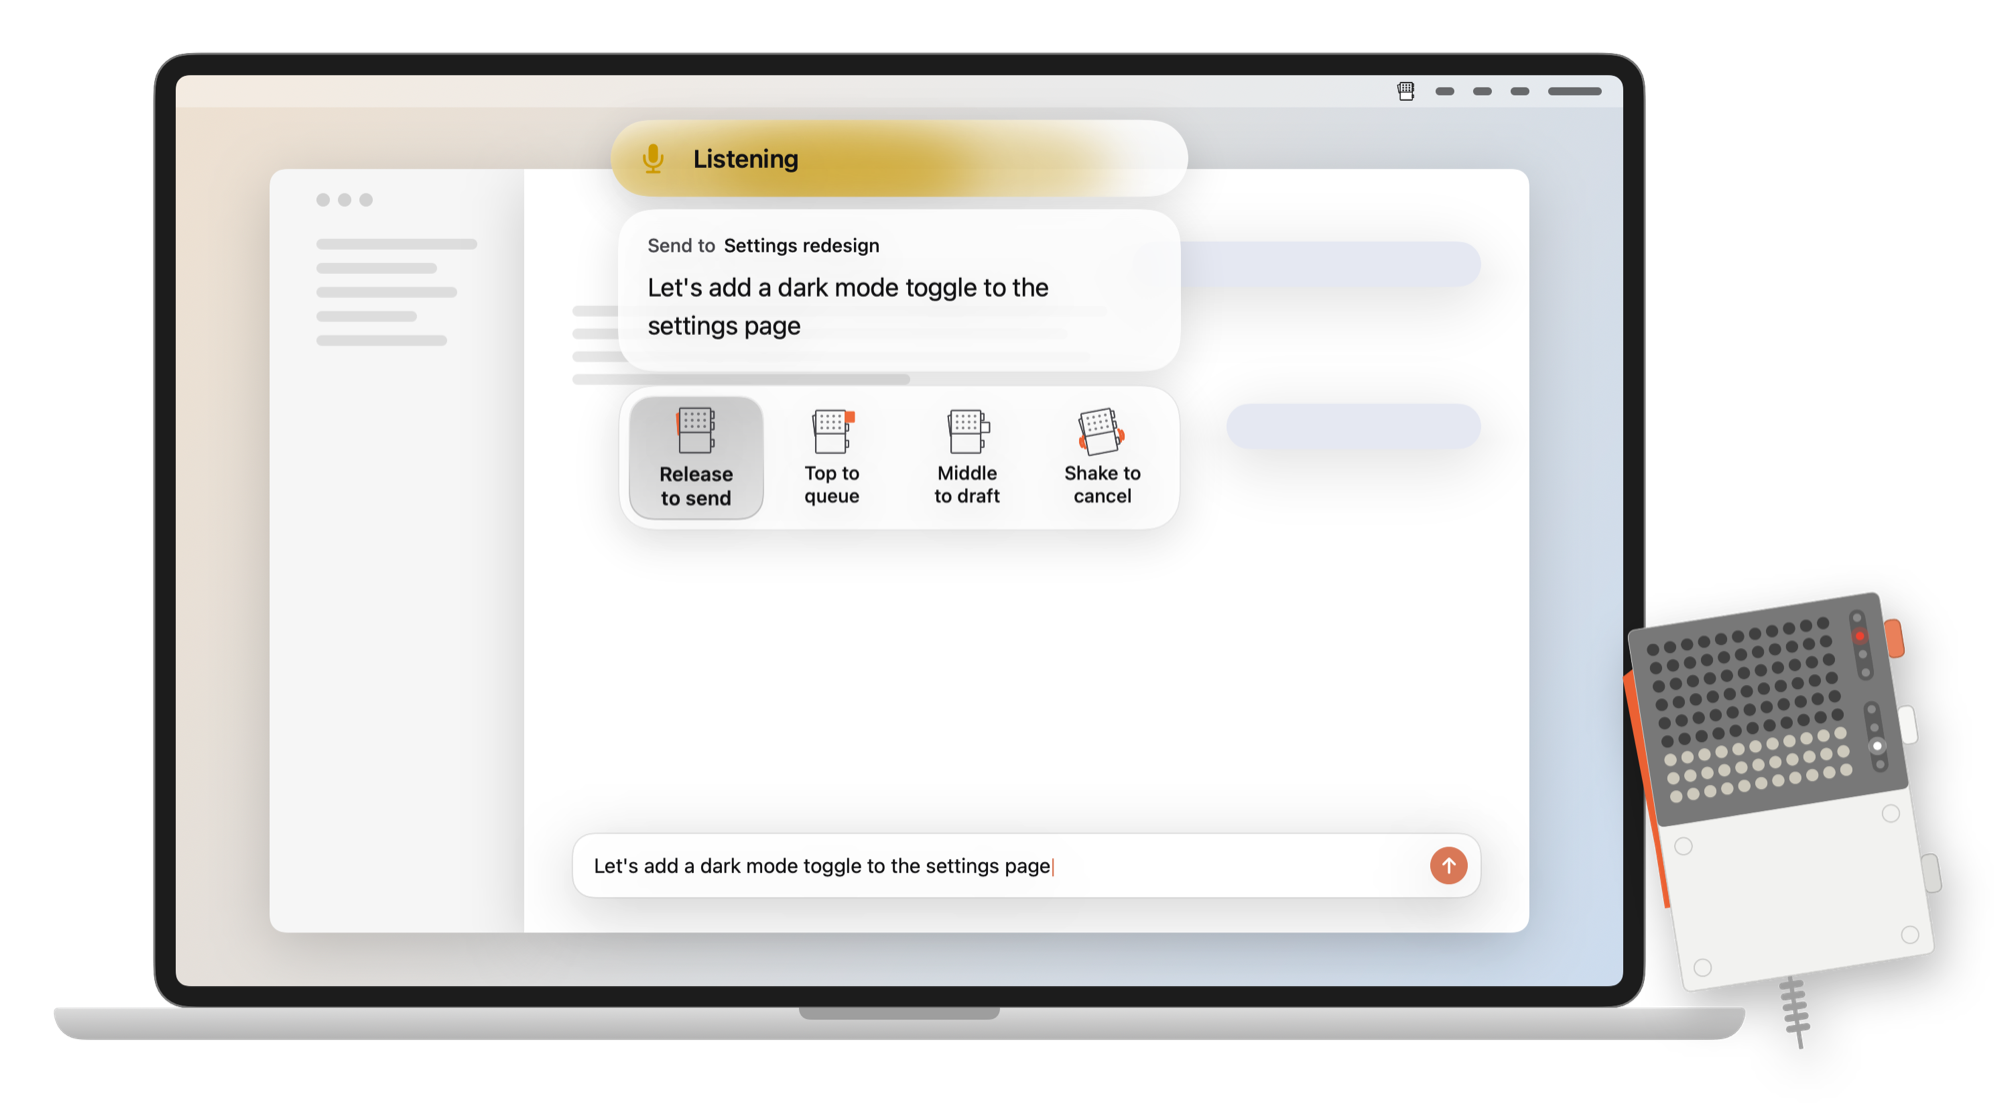 Listening
Send to Settings redesign
Let's add a dark mode toggle to the
settings page
Release
to send
Top to
queue
Middle
to draft
Shake to
cancel
Let's add a dark mode toggle to the settings page